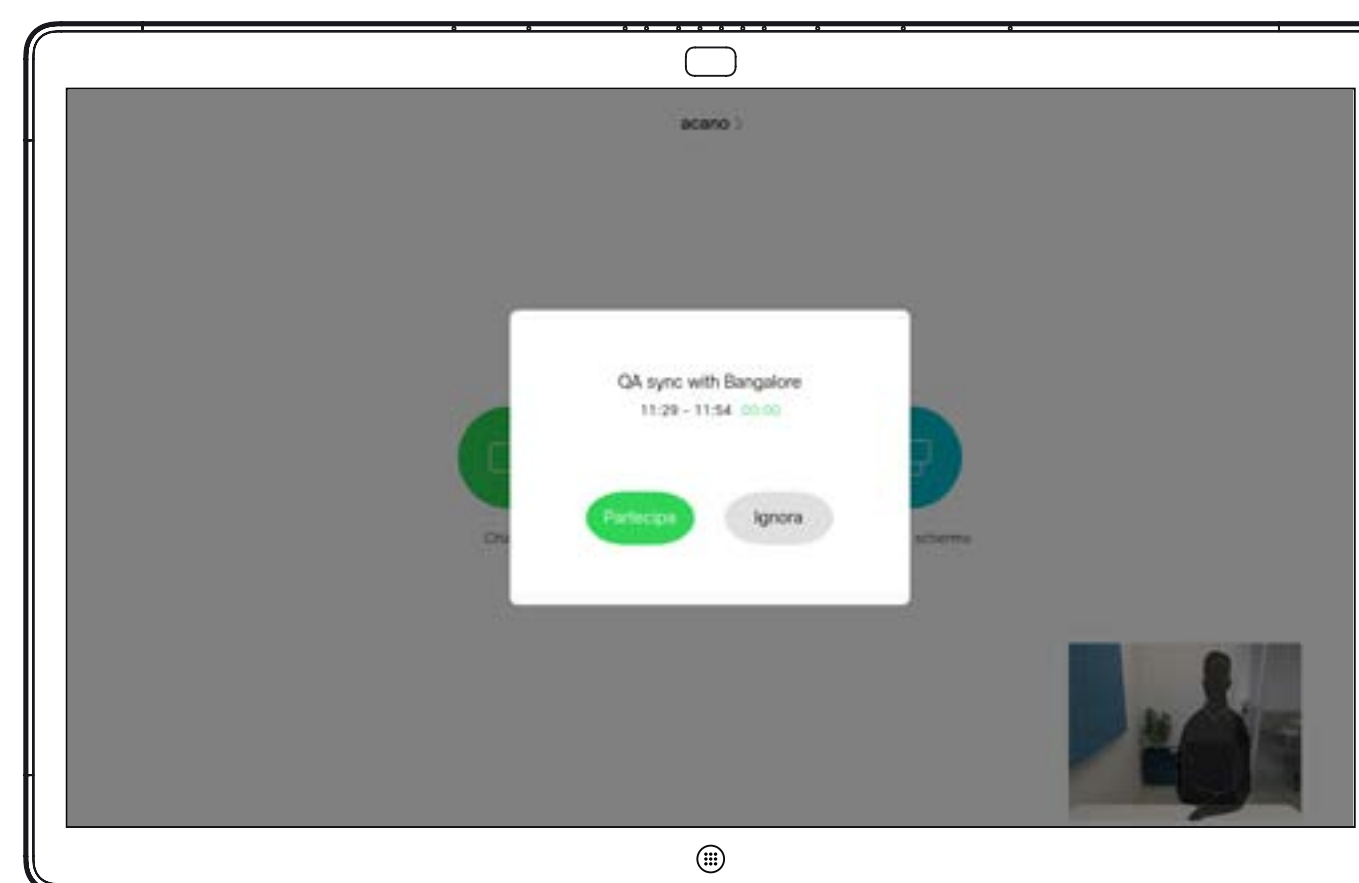 acano
QA sync with Bangalore
11:29 – 11:54 00:00
Partecipa
Ignora
schermo